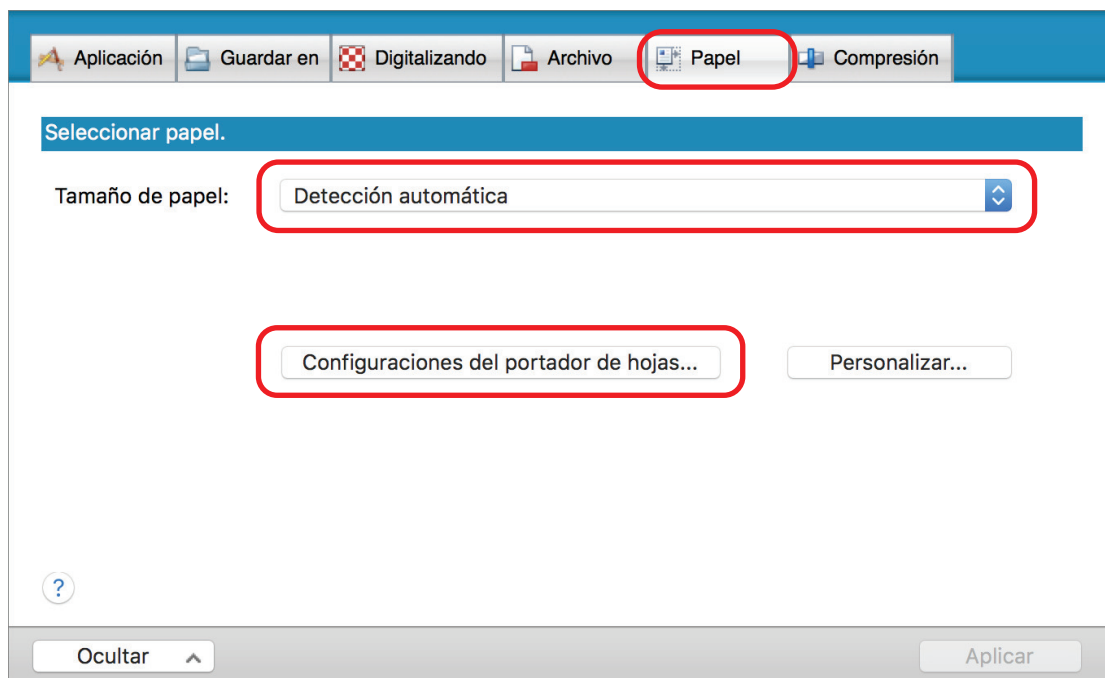 Aplicación Guardar en Digitalizando Archivo Papel Compresión
Seleccionar papel.
Tamaño de papel: Detección automática
Configuraciones del portador de hojas... Personalizar...
?
Ocultar Aplicar